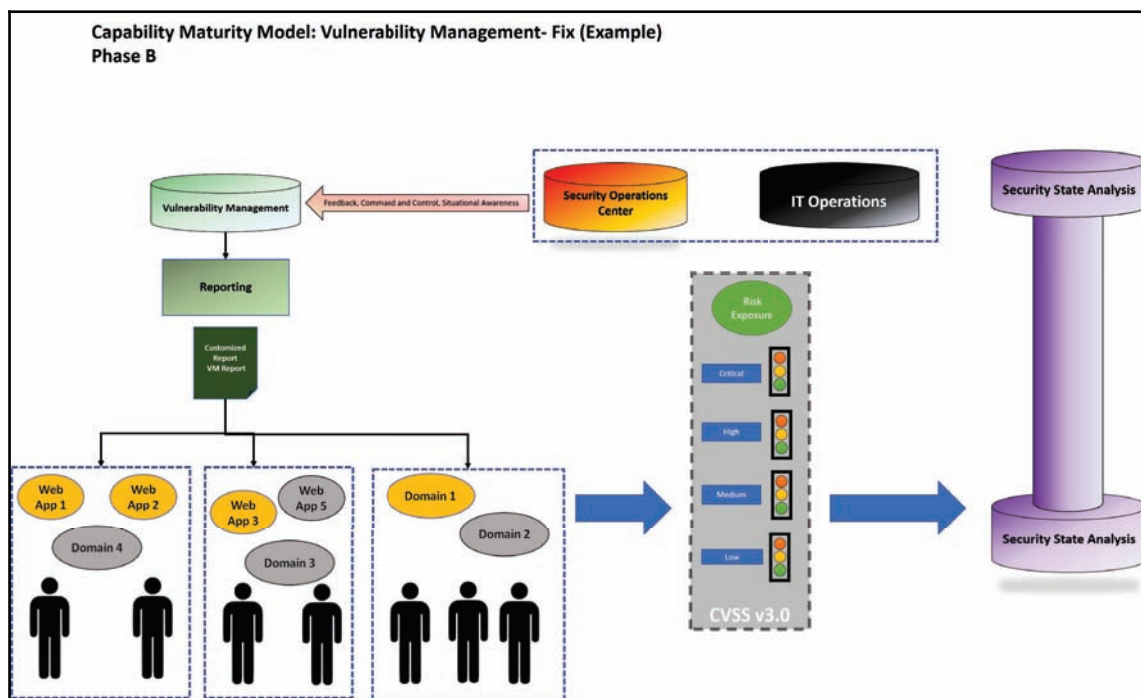 Capability Maturity Model: Vulnerability Management- Fix (Example)
Phase B
Vulnerability Management
Feedback, Command and Control, Situational Awareness
Security Operations
Center
IT Operations
Security State Analysis
Reporting
Customized
Report
VM Report
Risk
Exposure
Critical
High
Medium
Low
CVSS v3.0
Web
App 1
Web
App 2
Domain 4
Web
App 3
Web
App 5
Domain 3
Domain 1
Domain 2
Security State Analysis